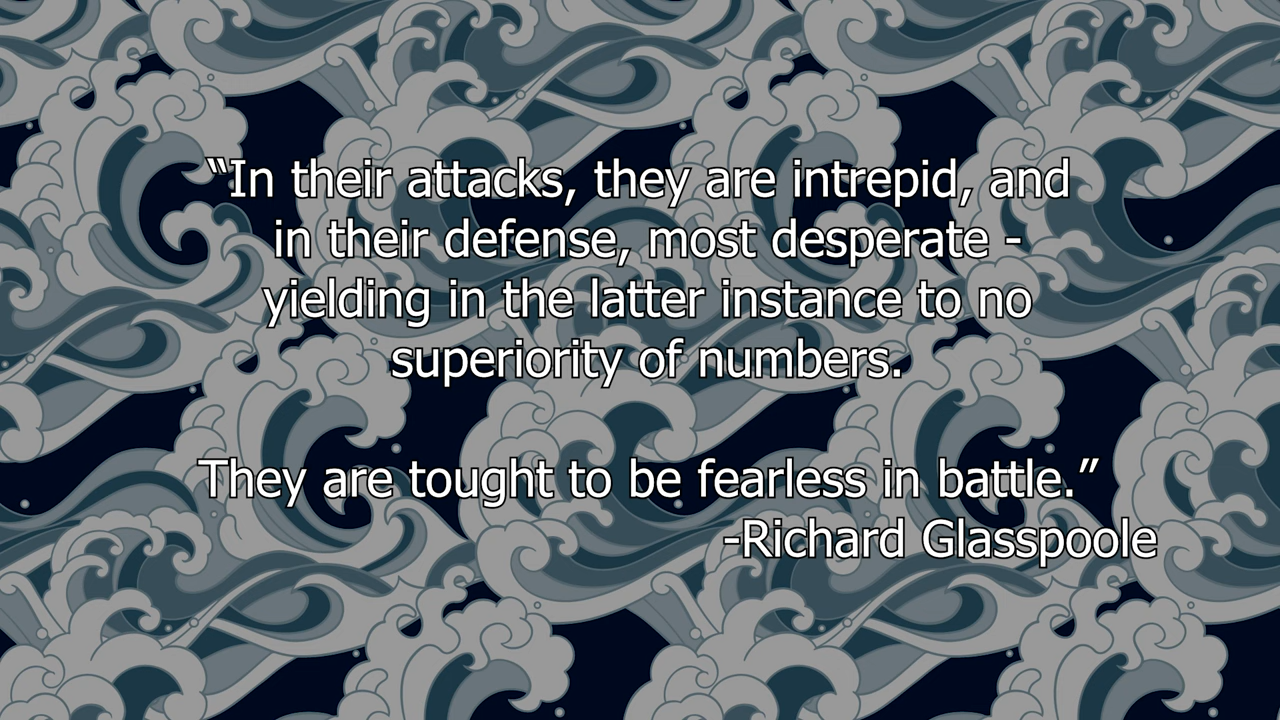 “In their attacks, they are intrepid, and
in their defense, most desperate -
yielding in the latter instance to no
superiority of numbers.
They are tought to be fearless in battle.”
-Richard Glasspoole